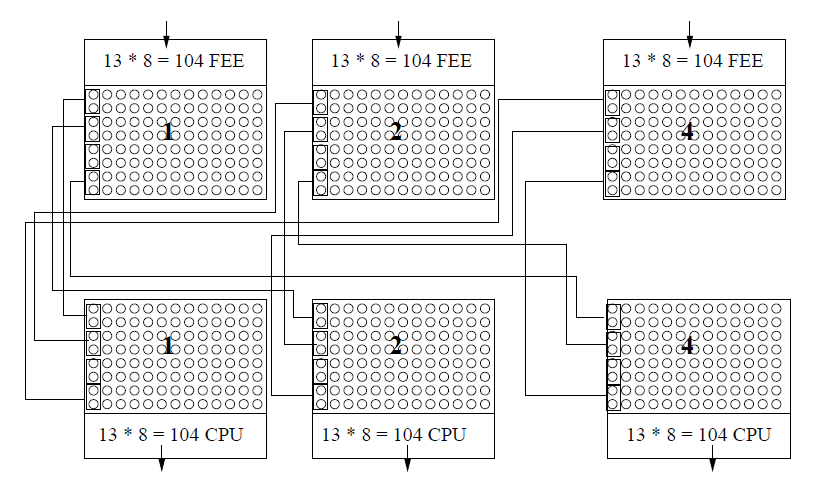 13 * 8 = 104 FEE
13 * 8 = 104 FEE
13 * 8 = 104 FEE
1
2
4
1
2
4
13 * 8 = 104 CPU
13 * 8 = 104 CPU
13 * 8 = 104 CPU